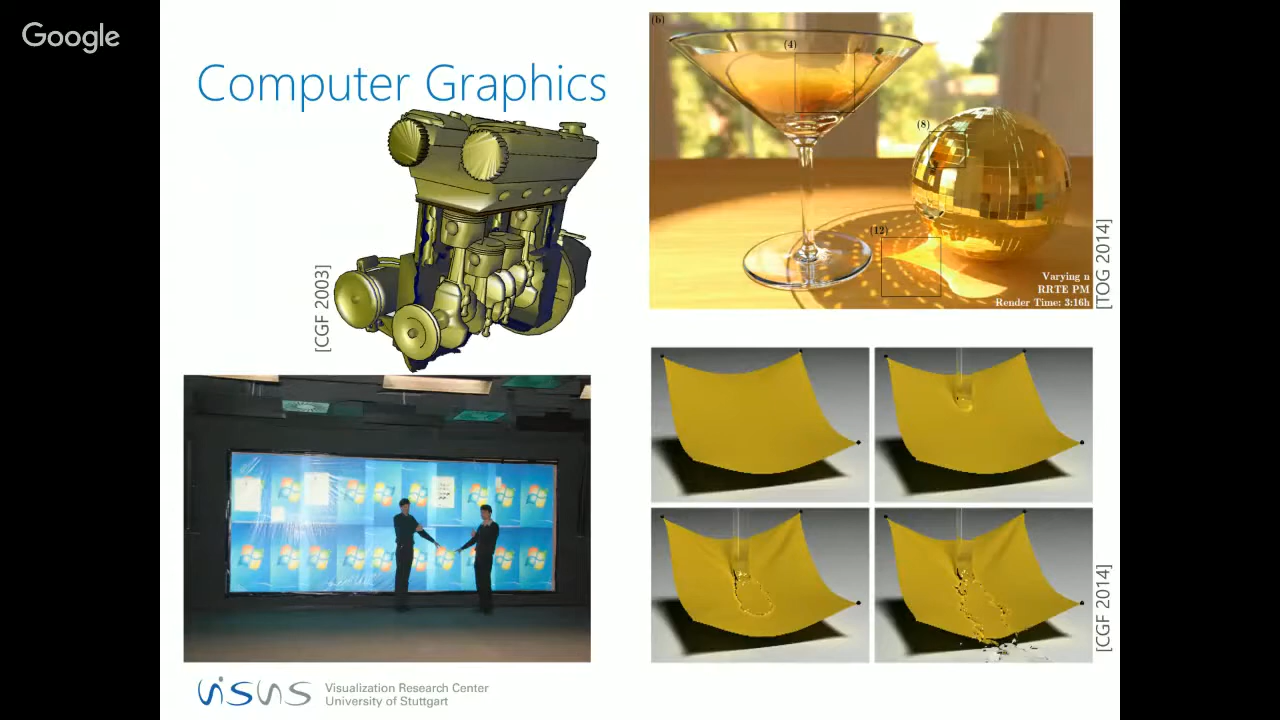 Google
Computer Graphics
[CGF 2003]
(b)
(4)
(8)
(12)
Varying n
RRTE PM
Render Time: 3:16h
[TOG 2014]
[CGF 2014]
VISUS
Visualization Research Center
University of Stuttgart